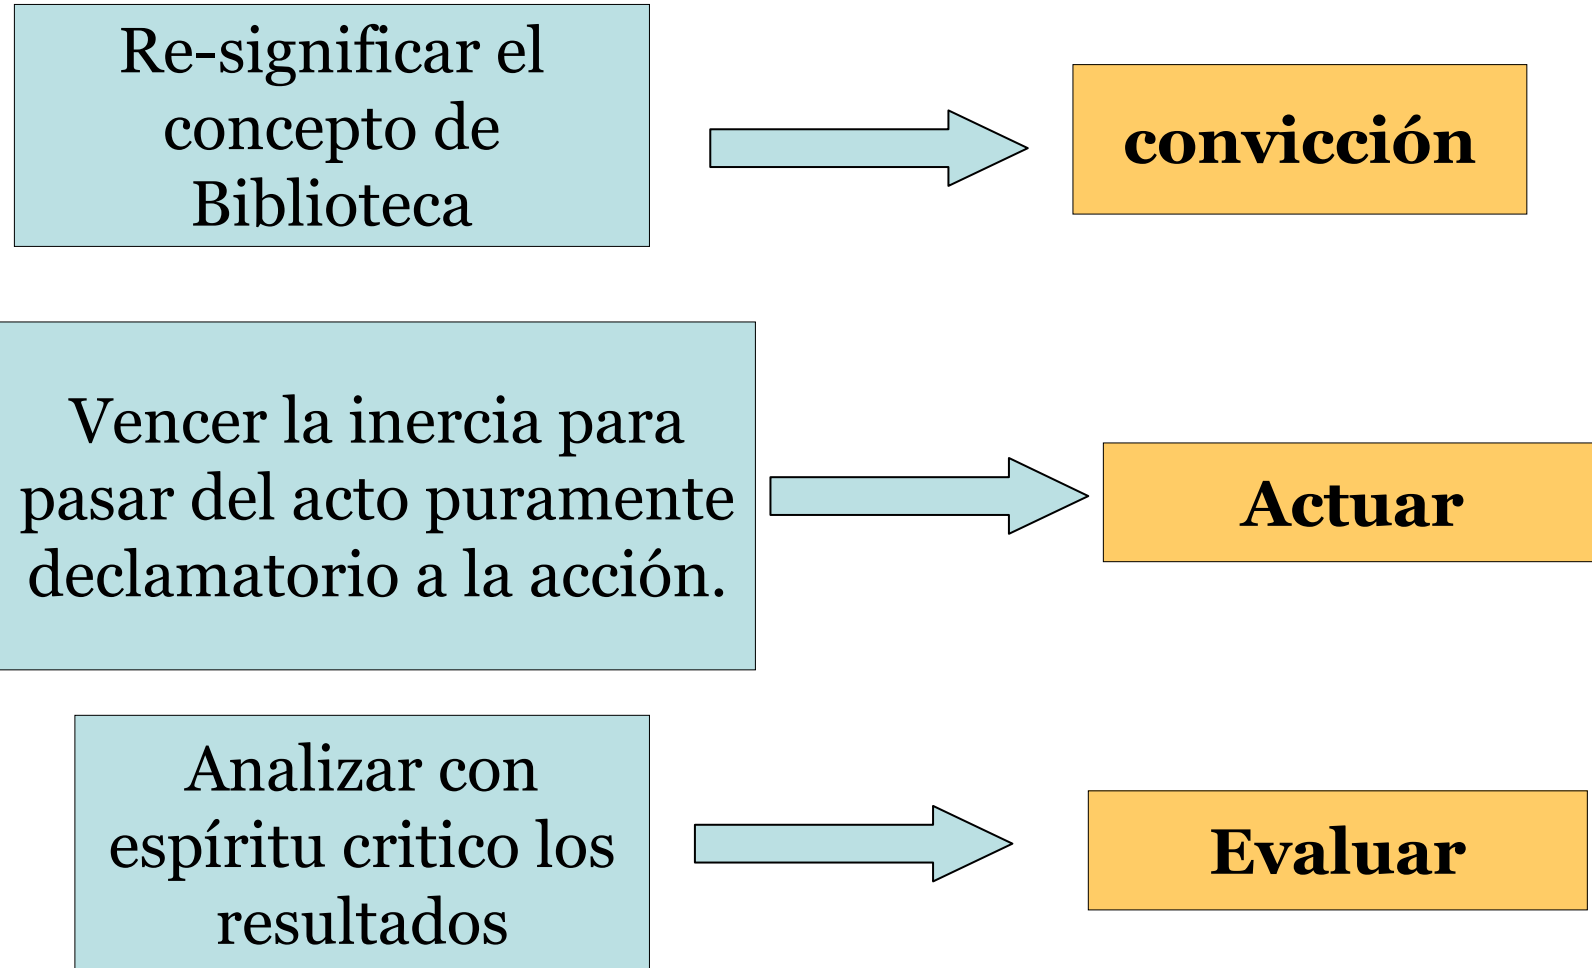 Re-significar el
concepto de
Biblioteca
convicción
Vencer la inercia para
pasar del acto puramente
declamatorio a la acción.
Actuar
Analizar con
espíritu critico los
resultados
Evaluar